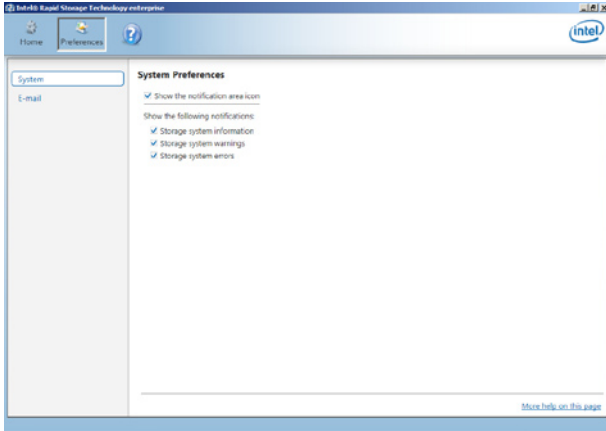 Intel® Rapid Storage Technology enterprise
Home
Preferences
?
intel
System
E-mail
System Preferences
Show the notification area icon
Show the following notifications:
Storage system information
Storage system warnings
Storage system errors
More help on this page